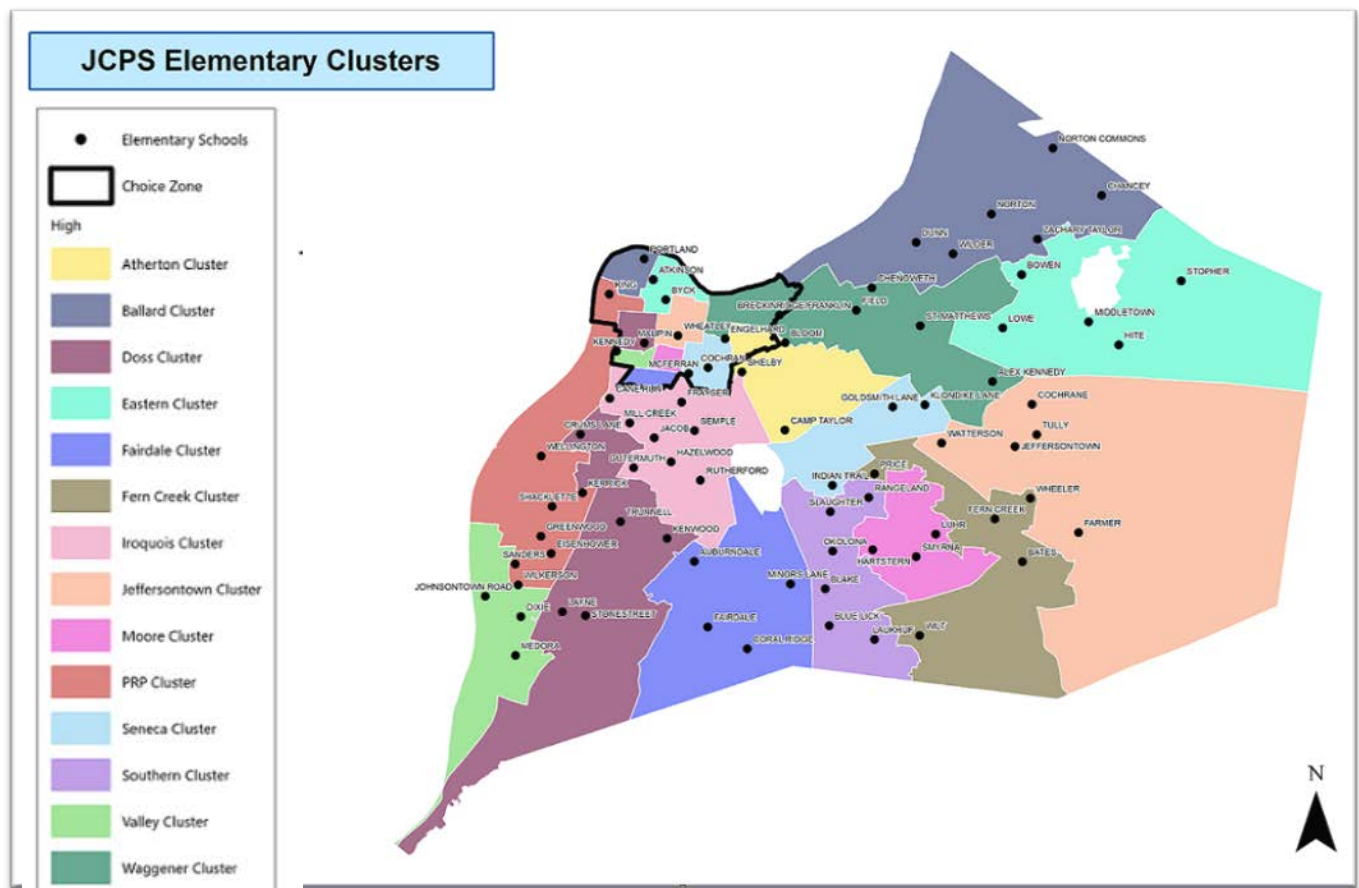 JCPS Elementary Clusters
Elementary Schools
Choice Zone
High
Atherton Cluster
Ballard Cluster
Doss Cluster
Eastern Cluster
Fairdale Cluster
Fern Creek Cluster
Iroquois Cluster
Jeffersontown Cluster
Moore Cluster
PRP Cluster
Seneca Cluster
Southern Cluster
Valley Cluster
Waggener Cluster
NORTON COMMONS
CHANCEY
NORTON
ZACHARY TAYLOR
DUNN
WILDER
PORTLAND
ATKINSON
BOWEN
STOPHER
CHENOWETH
KING
BYCK
BRECKINRIDGE/FRANKLIN
FIELD
MIDDLETOWN
ST MATTHEWS
LOWE
WHEATLEY
ENGELHARD
BLOOM
MAUPIN
HITE
KENNEDY
COCHRAN
MCFERRAN
SHELBY
ALEX KENNEDY
CANE RUN
FRAYSER
GOLDSMITH LANE
KLONDIKE LANE
COCHRANE
MILL CREEK
SEMPLE
CAMP TAYLOR
TULLY
CRUMS LANE
JACOB
WATTERSON
JEFFERSONTOWN
WELLINGTON
HAZELWOOD
GUTERMUTH
RUTHERFORD
INDIAN TRAIL
PRICE
KERRICK
RANGELAND
SHACKLETTE
SLAUGHTER
WHEELER
FERN CREEK
TRUNNELL
GREENWOOD
KENWOOD
LUHR
FARMER
EISENHOWER
OKOLONA
SMYRNA
SANDERS
AUBURNDALE
HARTSTERN
BATES
WILKERSON
MINORS LANE
BLAKE
JOHNSONTOWN ROAD
LAYNE
DIXIE
STONESTREET
FAIRDALE
BLUE LICK
LAUKHUF
WILT
CORAL RIDGE
MEDORA
N